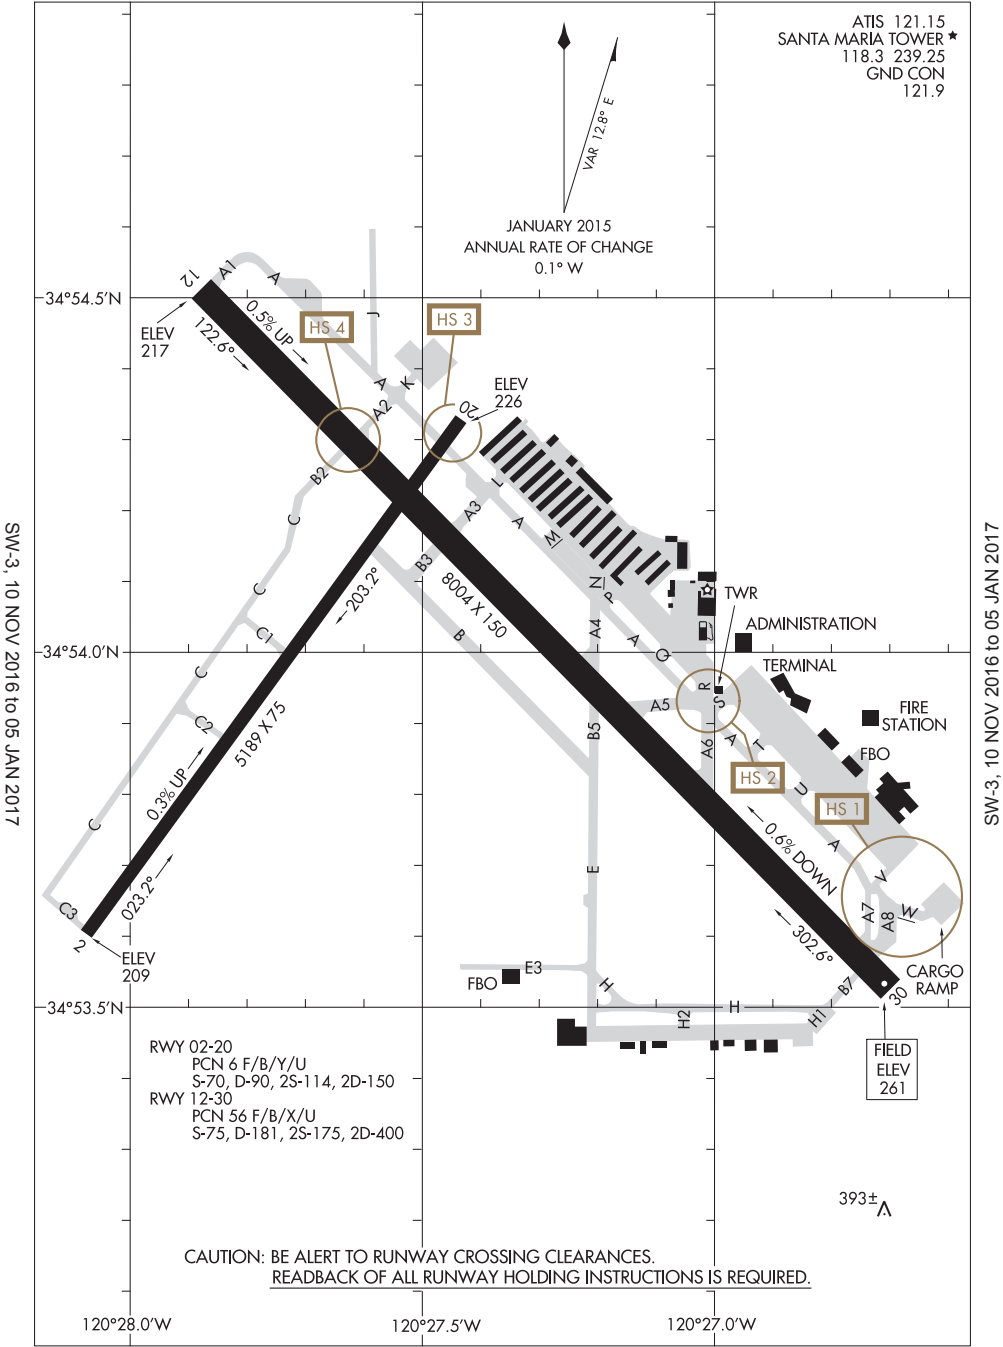 ATIS 121.15
SANTA MARIA TOWER
118.3 239.25
GND CON
121.9
VAR 12.8° E
JANUARY 2015
ANNUAL RATE OF CHANGE
0.1° W
34°54.5'N
12
A1
A
ELEV
217
0.5% UP
122.6°
HS 4
J
HS 3
A
K
A2
20
ELEV
226
B2
C
L
A3
A
M
B3
8004 X 150
203.2°
N
P
C
TWR
ADMINISTRATION
C1
B
A4
A
Q
34°54.0'N
TERMINAL
C
R
S
A5
C2
5189 X 75
B5
A6
A
T
FIRE
STATION
FBO
HS 2
U
HS 1
0.3% UP
C
0.6% DOWN
A
V
E
023.2°
C3
2
A7
A8
W
302.6°
ELEV
209
CARGO
RAMP
FBO
E3
H
B7
30
34°53.5'N
H
H2
H1
FIELD
ELEV
261
RWY 02-20
PCN 6 F/B/Y/U
S-70, D-90, 2S-114, 2D-150
RWY 12-30
PCN 56 F/B/X/U
S-75, D-181, 2S-175, 2D-400
393±
CAUTION: BE ALERT TO RUNWAY CROSSING CLEARANCES.
READBACK OF ALL RUNWAY HOLDING INSTRUCTIONS IS REQUIRED.
120°28.0'W
120°27.5'W
120°27.0'W
SW-3, 10 NOV 2016 to 05 JAN 2017
SW-3, 10 NOV 2016 to 05 JAN 2017